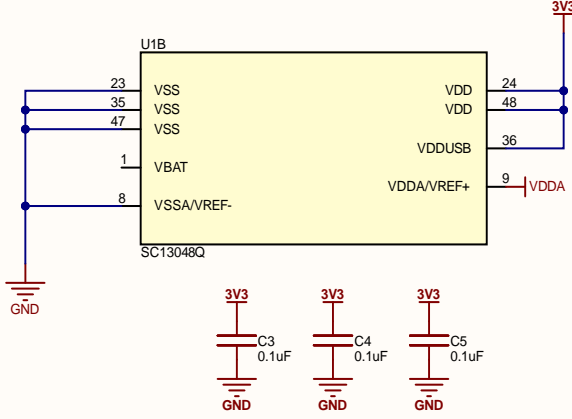 3V3
U1B
23 VSS VDD 24
35 VSS VDD 48
47 VSS
VDDUSB 36
1 VBAT
VDDA/VREF+ 9 VDDA
8 VSSA/VREF-
SC13048Q
GND
3V3 3V3 3V3
C3 C4 C5
0.1uF 0.1uF 0.1uF
GND GND GND